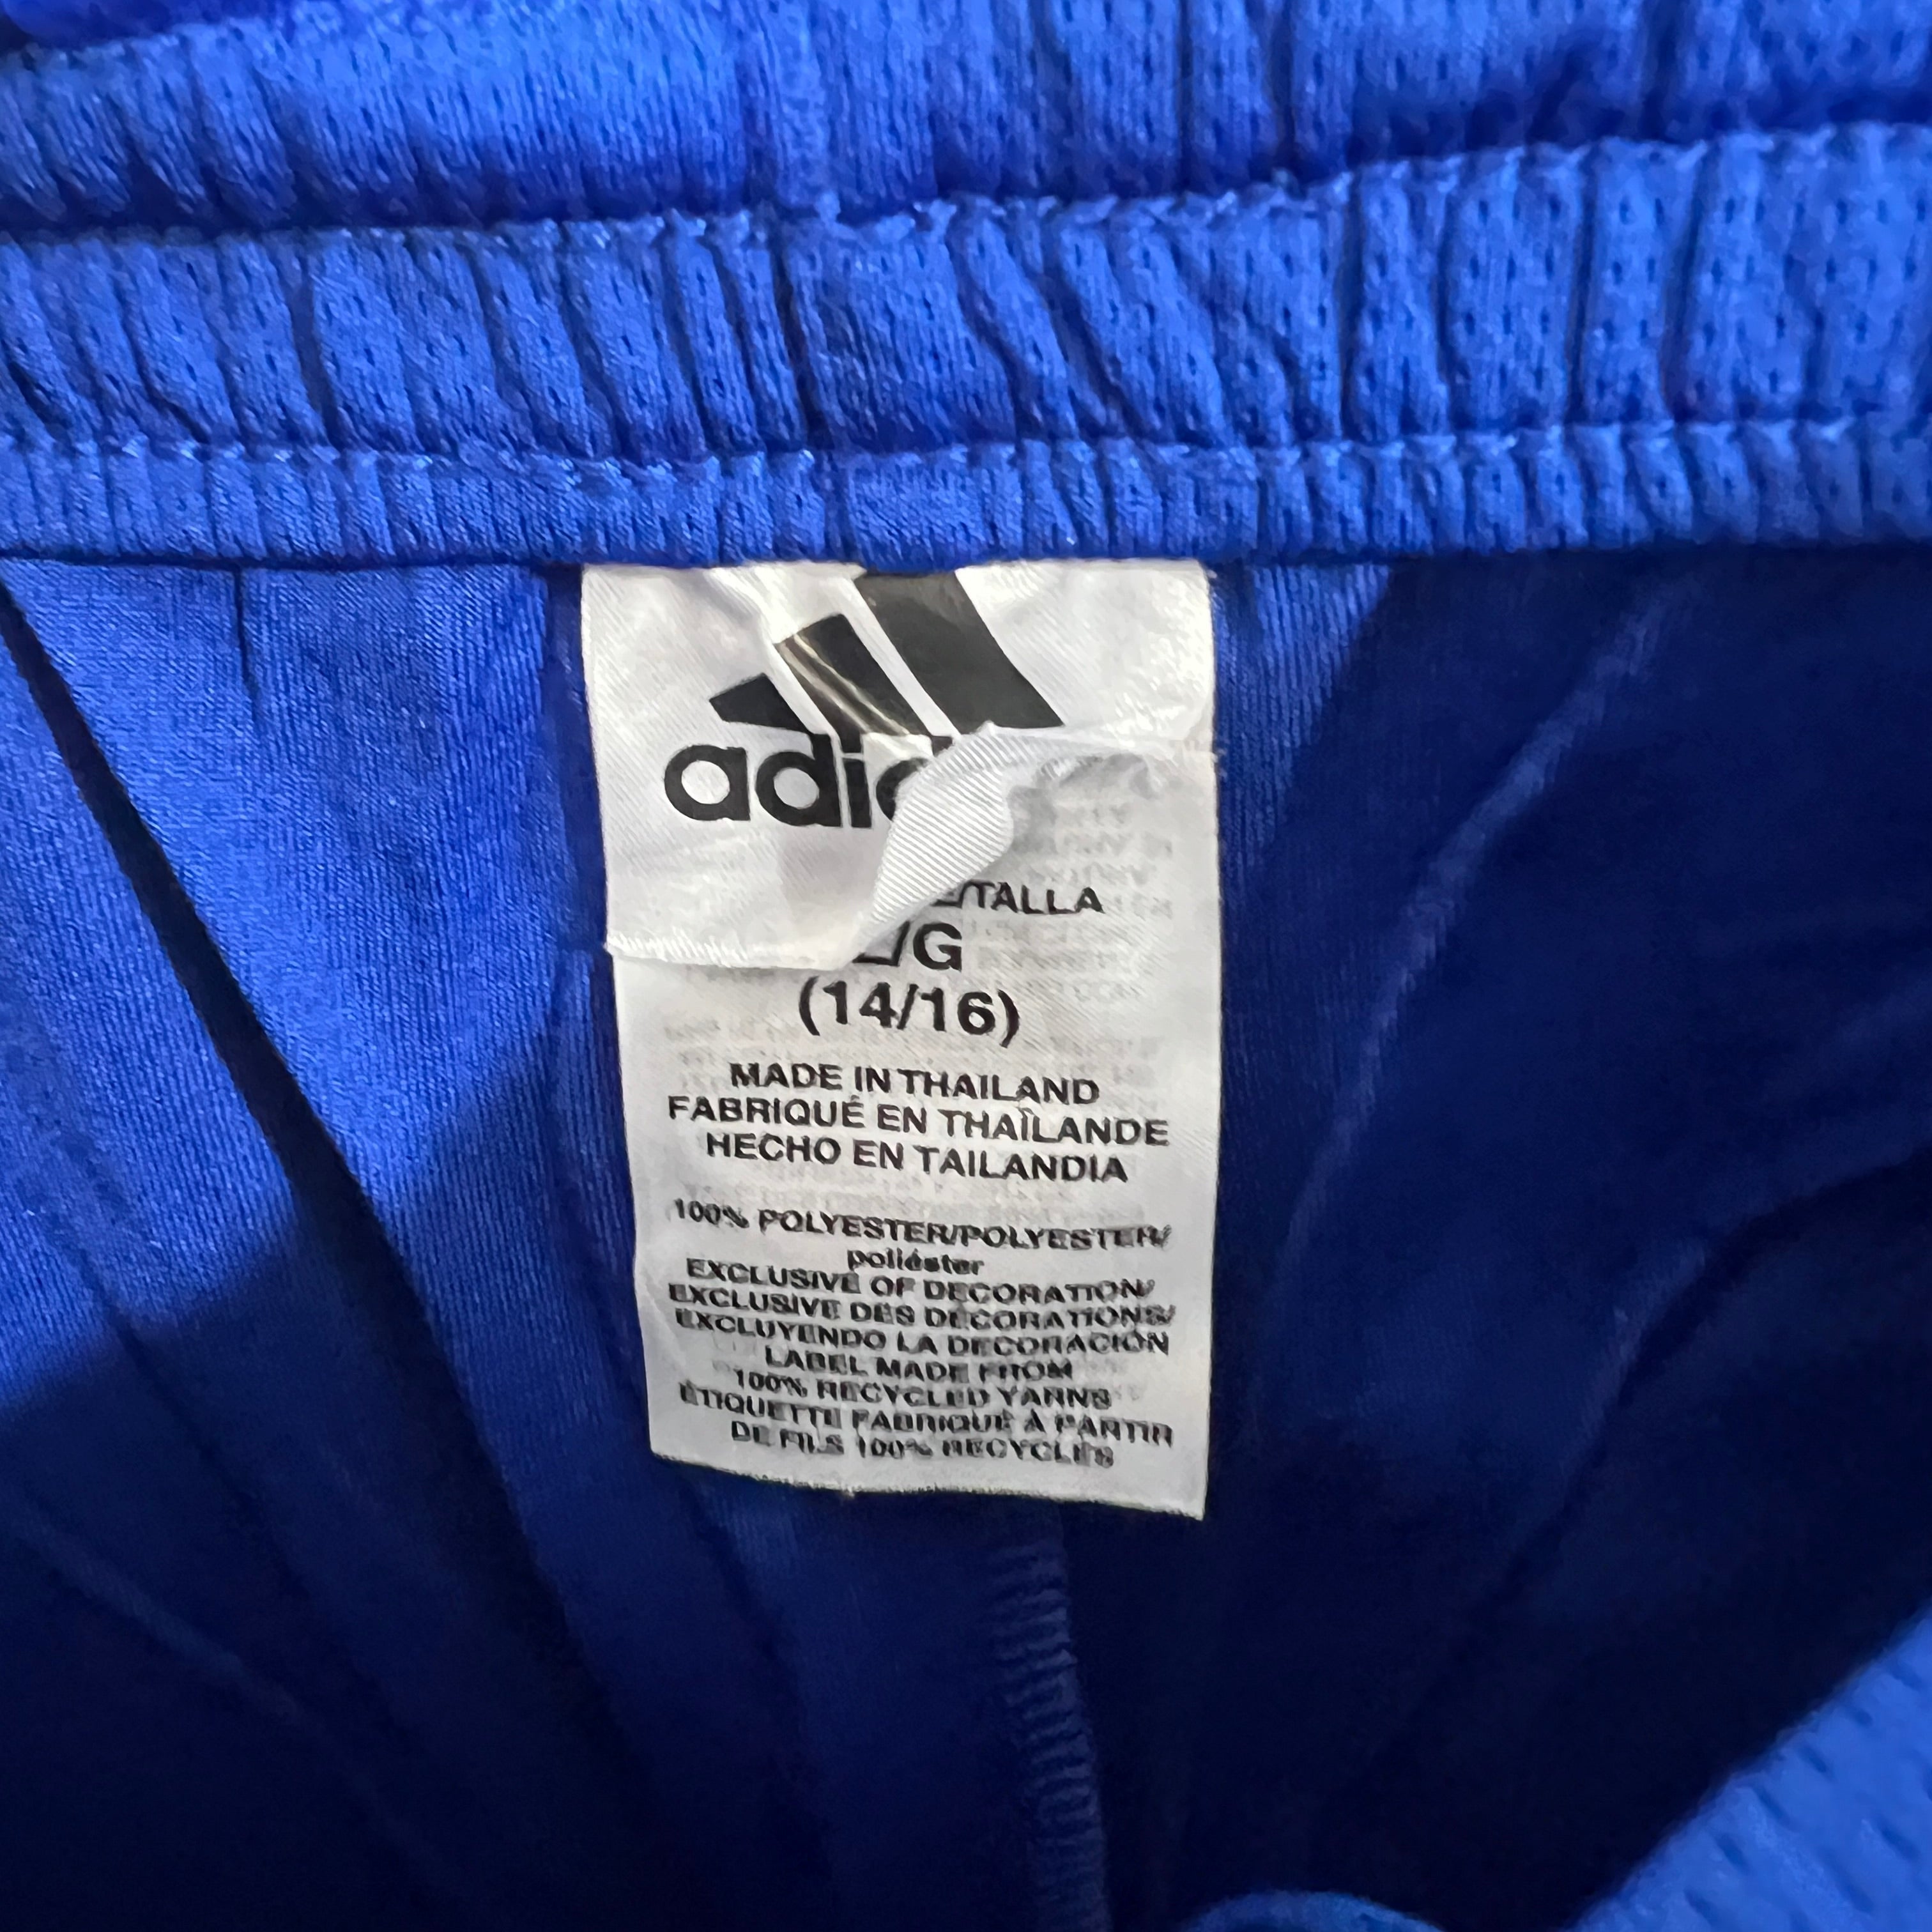 adid
/TALLA
L/G
(14/16)
MADE IN THAILAND
FABRIQUÉ EN THAÏLANDE
HECHO EN TAILANDIA
100% POLYESTER/POLYESTER/
poliéster
EXCLUSIVE OF DECORATION/
EXCLUSIVE DES DÉCORATIONS/
EXCLUYENDO LA DECORACIÓN
LABEL MADE FROM
100% RECYCLED YARNS
ÉTIQUETTE FABRIQUÉ À PARTIR
DE FILS 100% RECYCLÉS